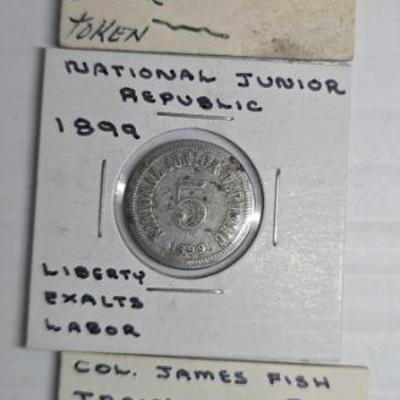 TOKEN
NATIONAL JUNIOR
REPUBLIC
1899
NATIONAL JUNIOR REPUBLIC
5
1899
LIBERTY
EXALTS
LABOR
COL. JAMES FISH